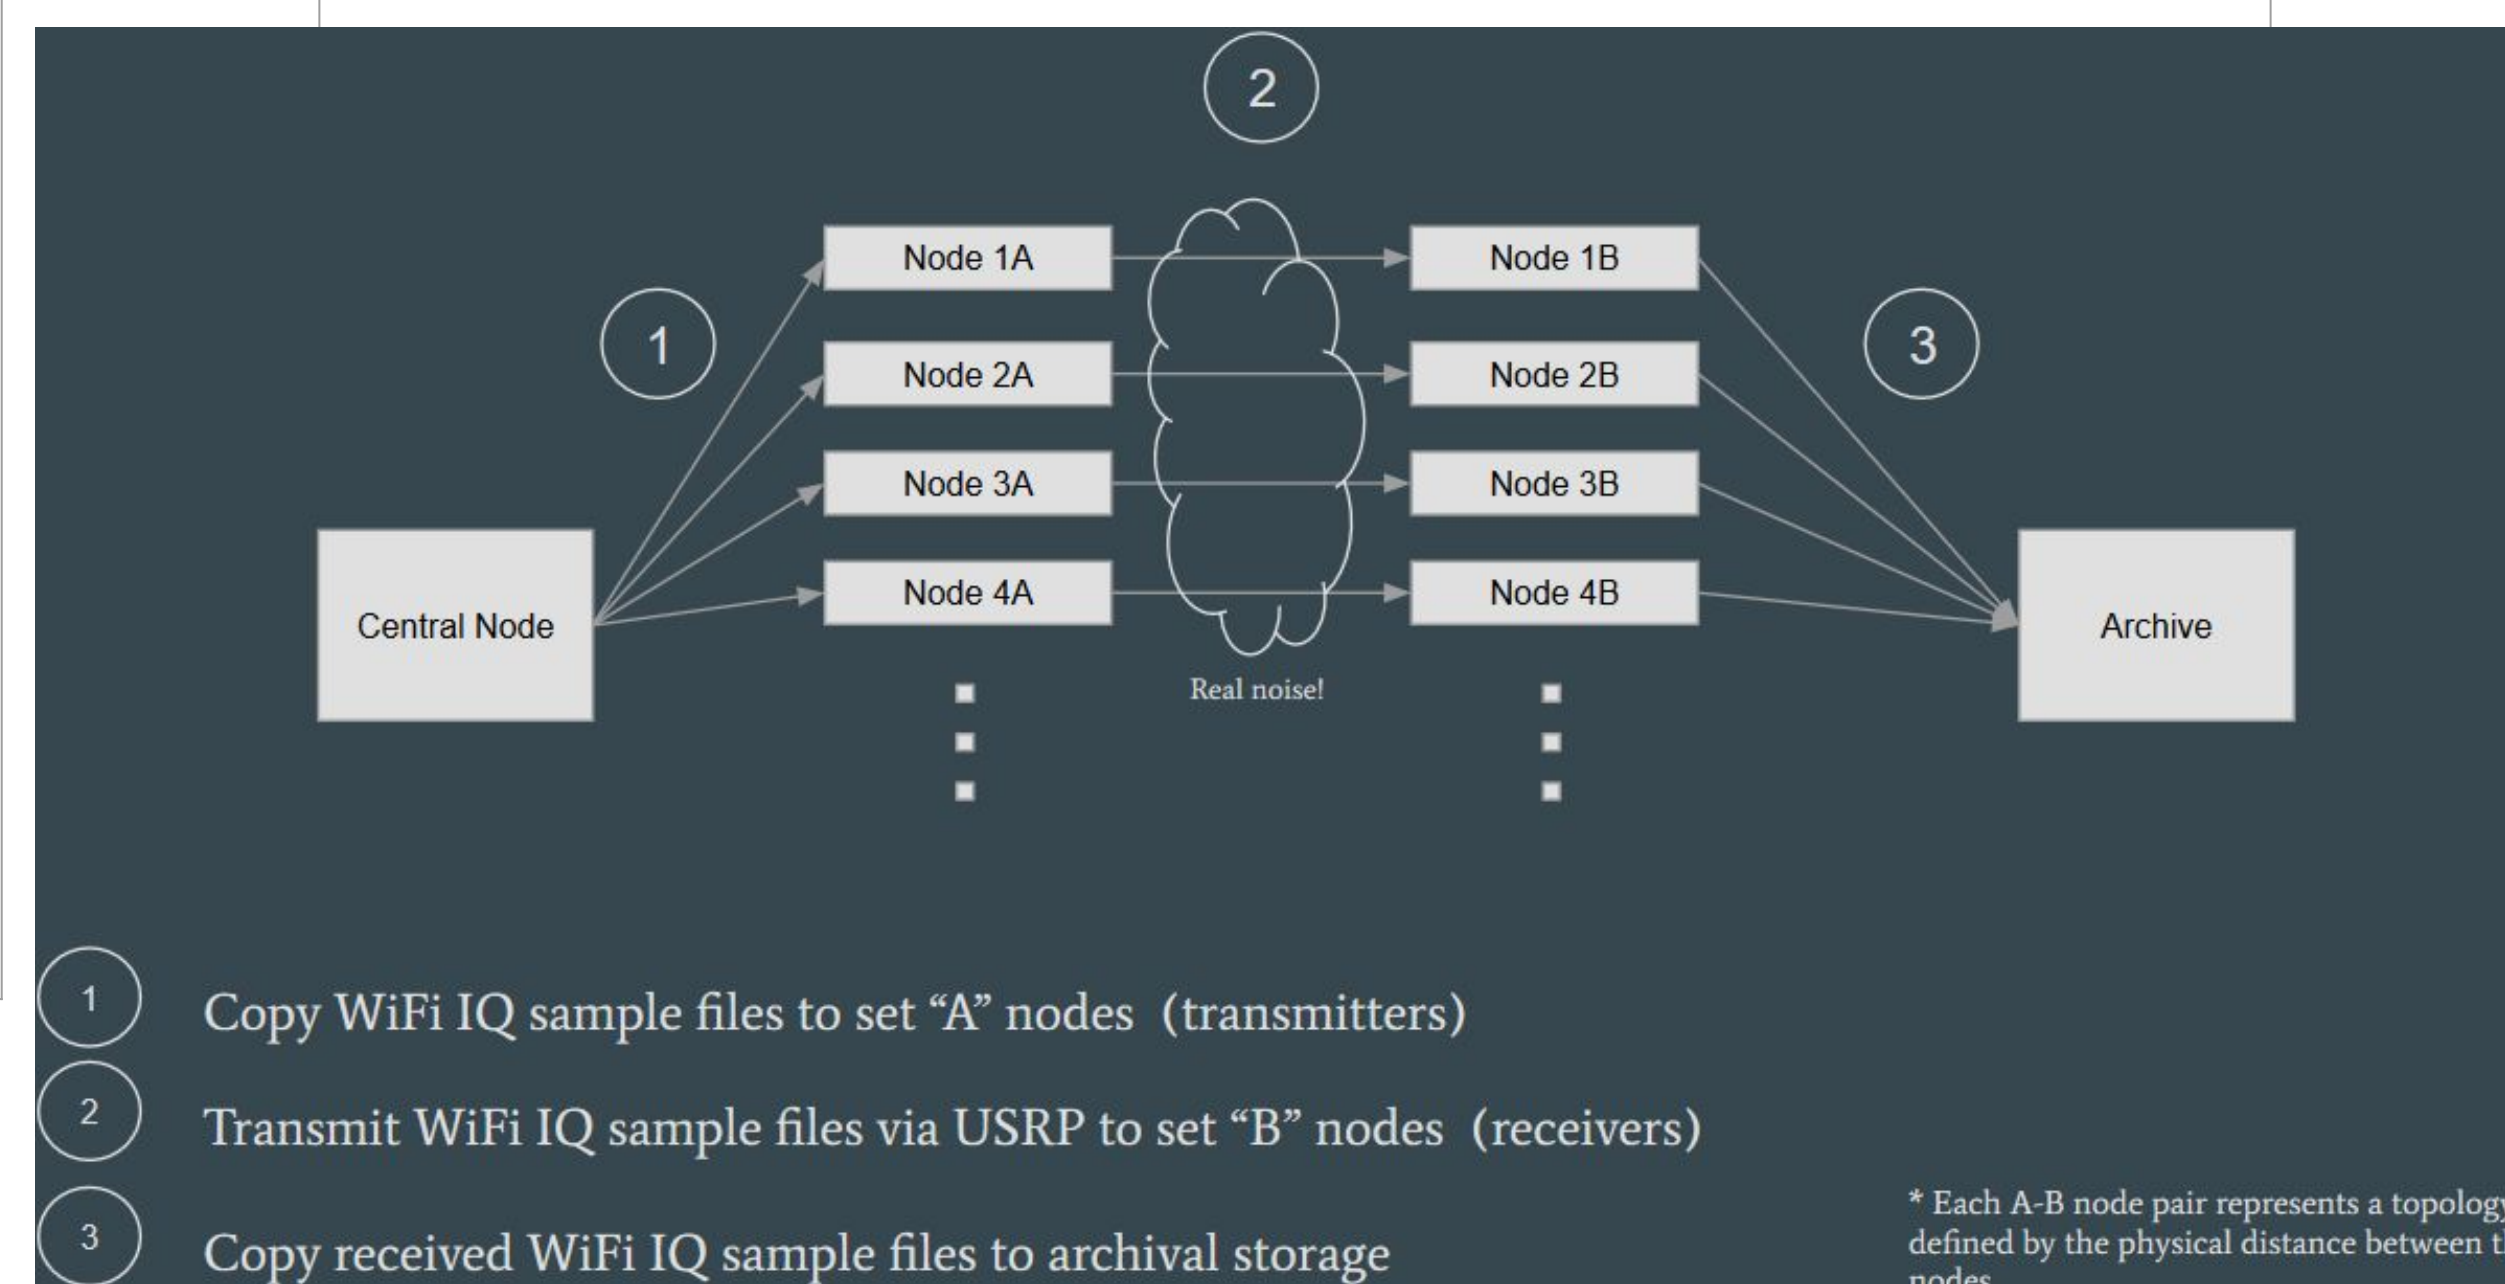 2
Node 1A
Node 1B
1
3
Node 2A
Node 2B
Node 3A
Node 3B
Node 4A
Node 4B
Central Node
Archive
Real noise!
1
Copy WiFi IQ sample files to set “A” nodes (transmitters)
2
Transmit WiFi IQ sample files via USRP to set “B” nodes (receivers)
3
Copy received WiFi IQ sample files to archival storage
* Each A-B node pair represents a topology
defined by the physical distance between
nodes